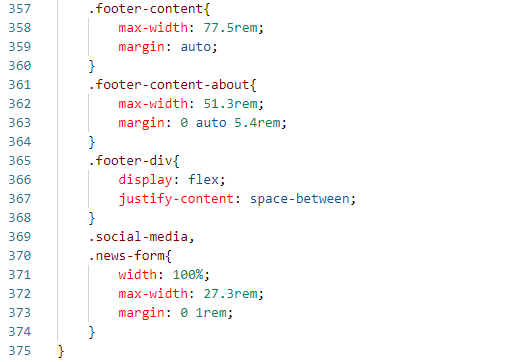 357 .footer-content{
358 max-width: 77.5rem;
359 margin: auto;
360 }
361 .footer-content-about{
362 max-width: 51.3rem;
363 margin: 0 auto 5.4rem;
364 }
365 .footer-div{
366 display: flex;
367 justify-content: space-between;
368 }
369 .social-media,
370 .news-form{
371 width: 100%;
372 max-width: 27.3rem;
373 margin: 0 1rem;
374 }
375 }